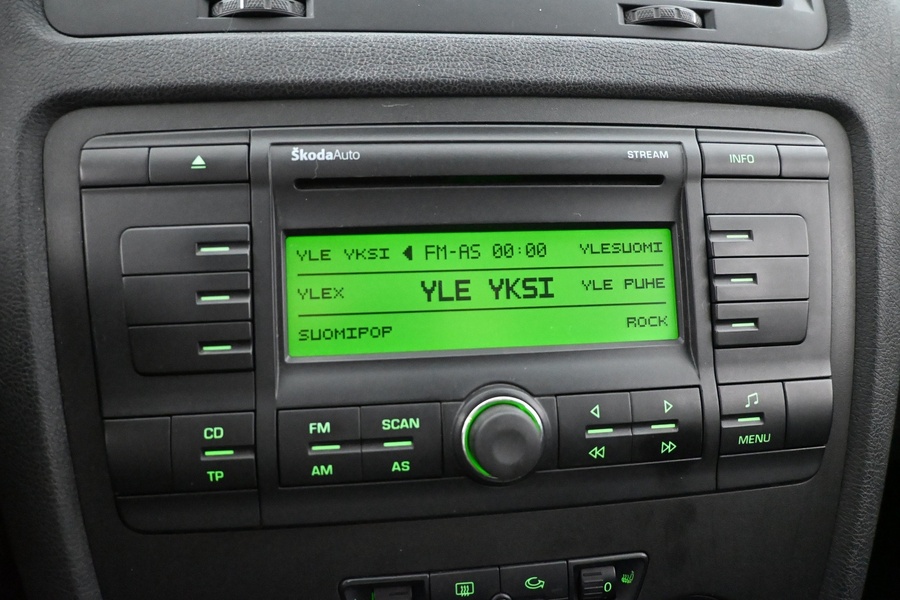 ŠkodaAuto STREAM INFO
YLE YKSI FM-AS 00:00 YLESUOMI
YLEX YLE YKSI YLE PUHE
SUOMIPOP ROCK
CD FM SCAN
TP AM AS MENU
0